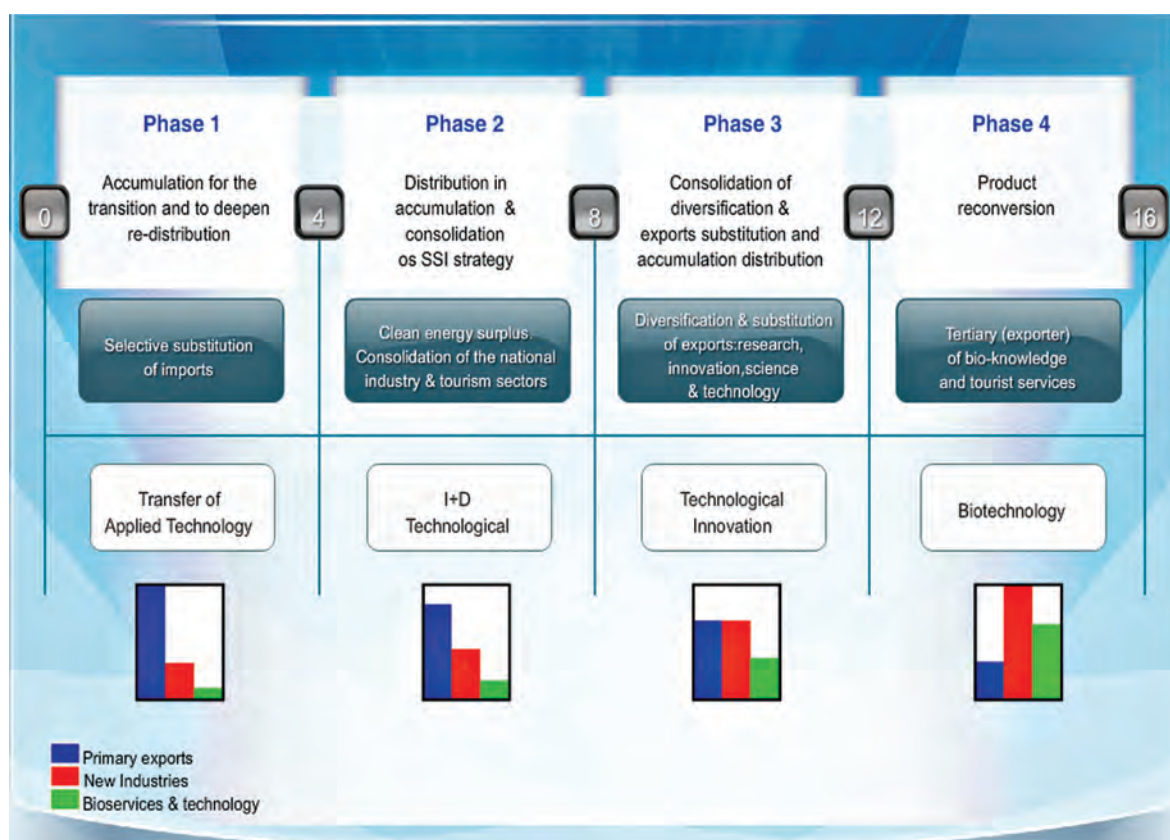 Phase 1
Accumulation for the
transition and to deepen
re-distribution
Phase 2
Distribution in
accumulation &
consolidation
os SSI strategy
Phase 3
Consolidation of
diversification &
exports substitution and
accumulation distribution
Phase 4
Product
reconversion
0
4
8
12
16
Selective substitution
of imports
Clean energy surplus.
Consolidation of the national
industry & tourism sectors
Diversification & substitution
of exports:research,
innovation,science
& technology
Tertiary (exporter)
of bio-knowledge
and tourist services
Transfer of
Applied Technology
I+D
Technological
Technological
Innovation
Biotechnology
Primary exports
New Industries
Bioservices & technology